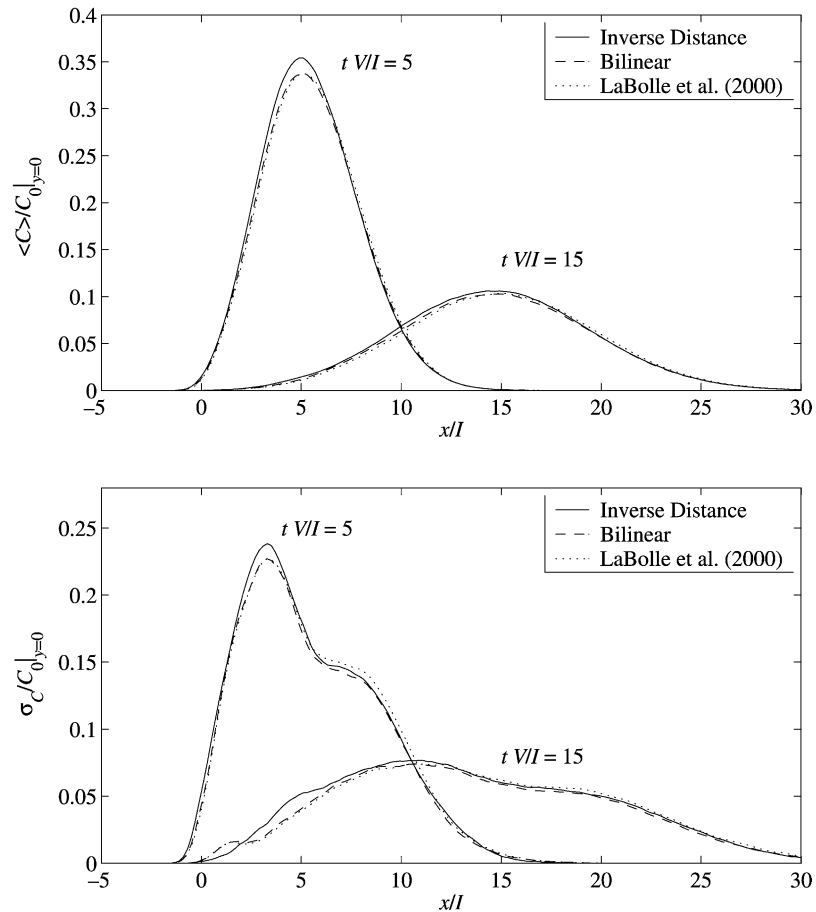 0.4
0.35
0.3
0.25
0.2
0.15
0.1
0.05
0
<C>/C0|y=0
t V/I = 5
t V/I = 15
Inverse Distance
Bilinear
LaBolle et al. (2000)
−5 0 5 10 15 20 25 30
x/I
0.25
0.2
0.15
0.1
0.05
0
σC/C0|y=0
t V/I = 5
t V/I = 15
Inverse Distance
Bilinear
LaBolle et al. (2000)
−5 0 5 10 15 20 25 30
x/I